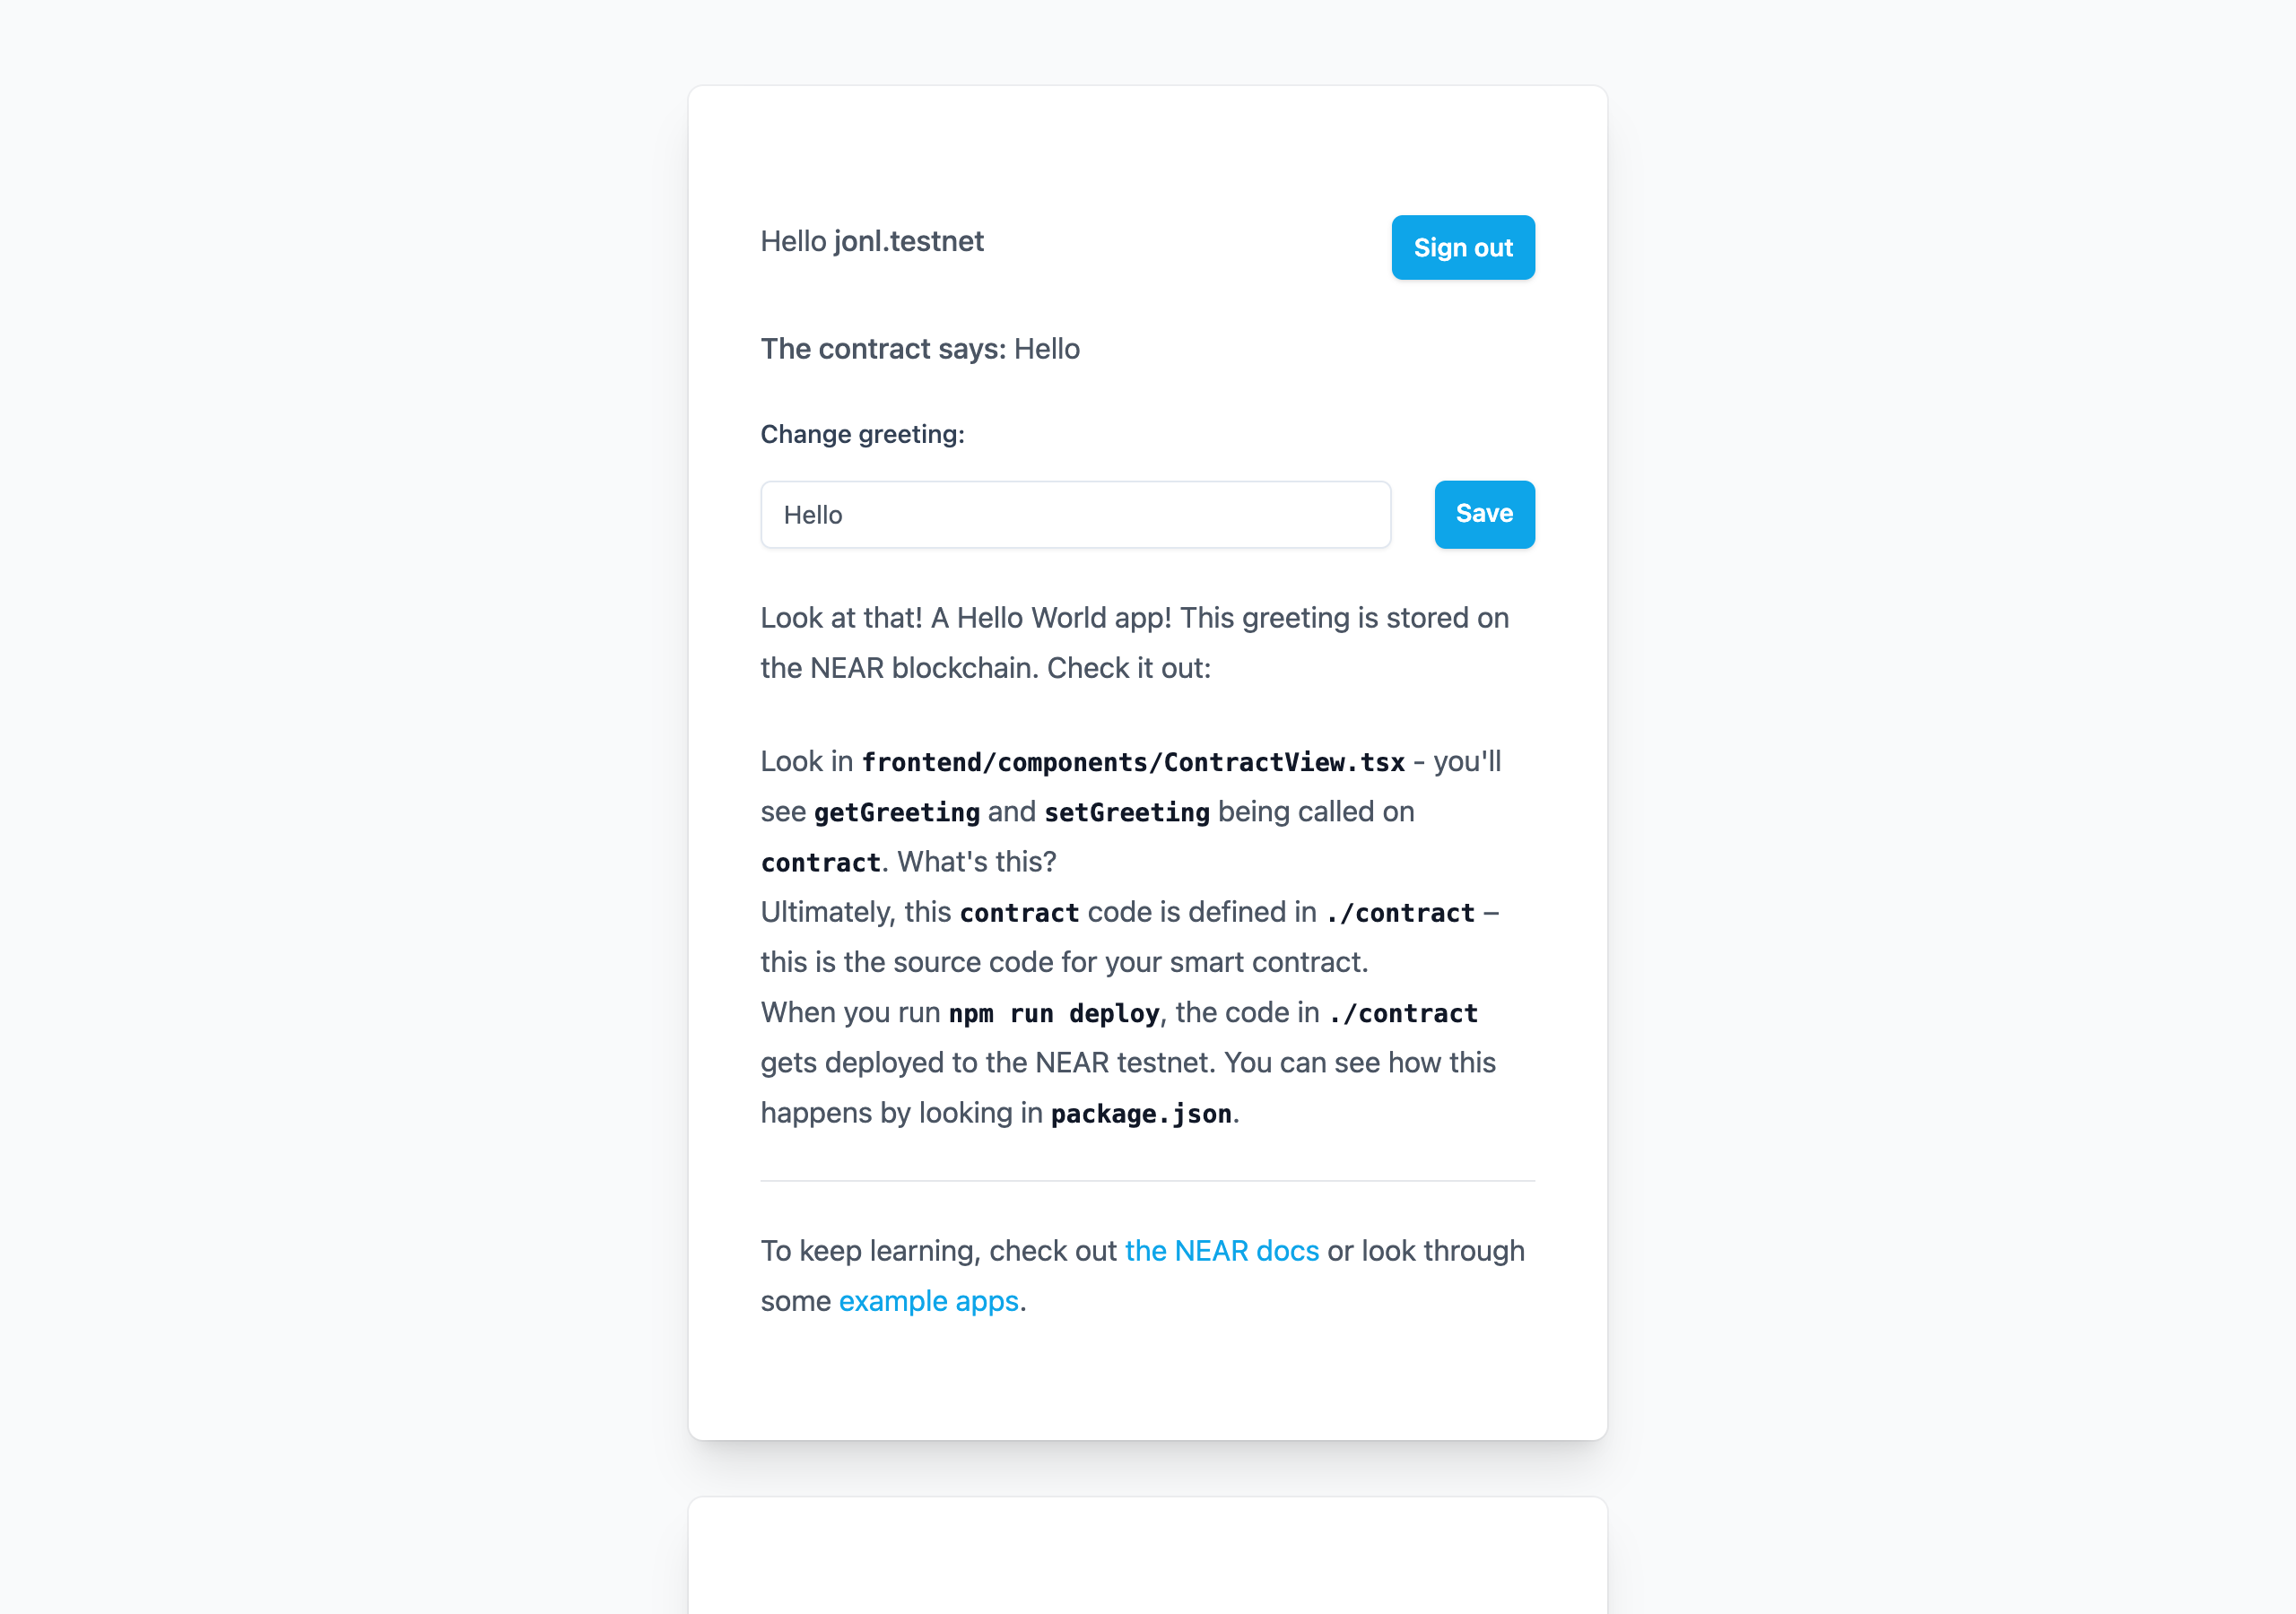 Hello jonl.testnet
Sign out
The contract says: Hello
Change greeting:
Hello
Save
Look at that! A Hello World app! This greeting is stored on
the NEAR blockchain. Check it out:
Look in frontend/components/ContractView.tsx - you'll
see getGreeting and setGreeting being called on
contract. What's this?
Ultimately, this contract code is defined in ./contract –
this is the source code for your smart contract.
When you run npm run deploy, the code in ./contract
gets deployed to the NEAR testnet. You can see how this
happens by looking in package.json.
To keep learning, check out the NEAR docs or look through
some example apps.